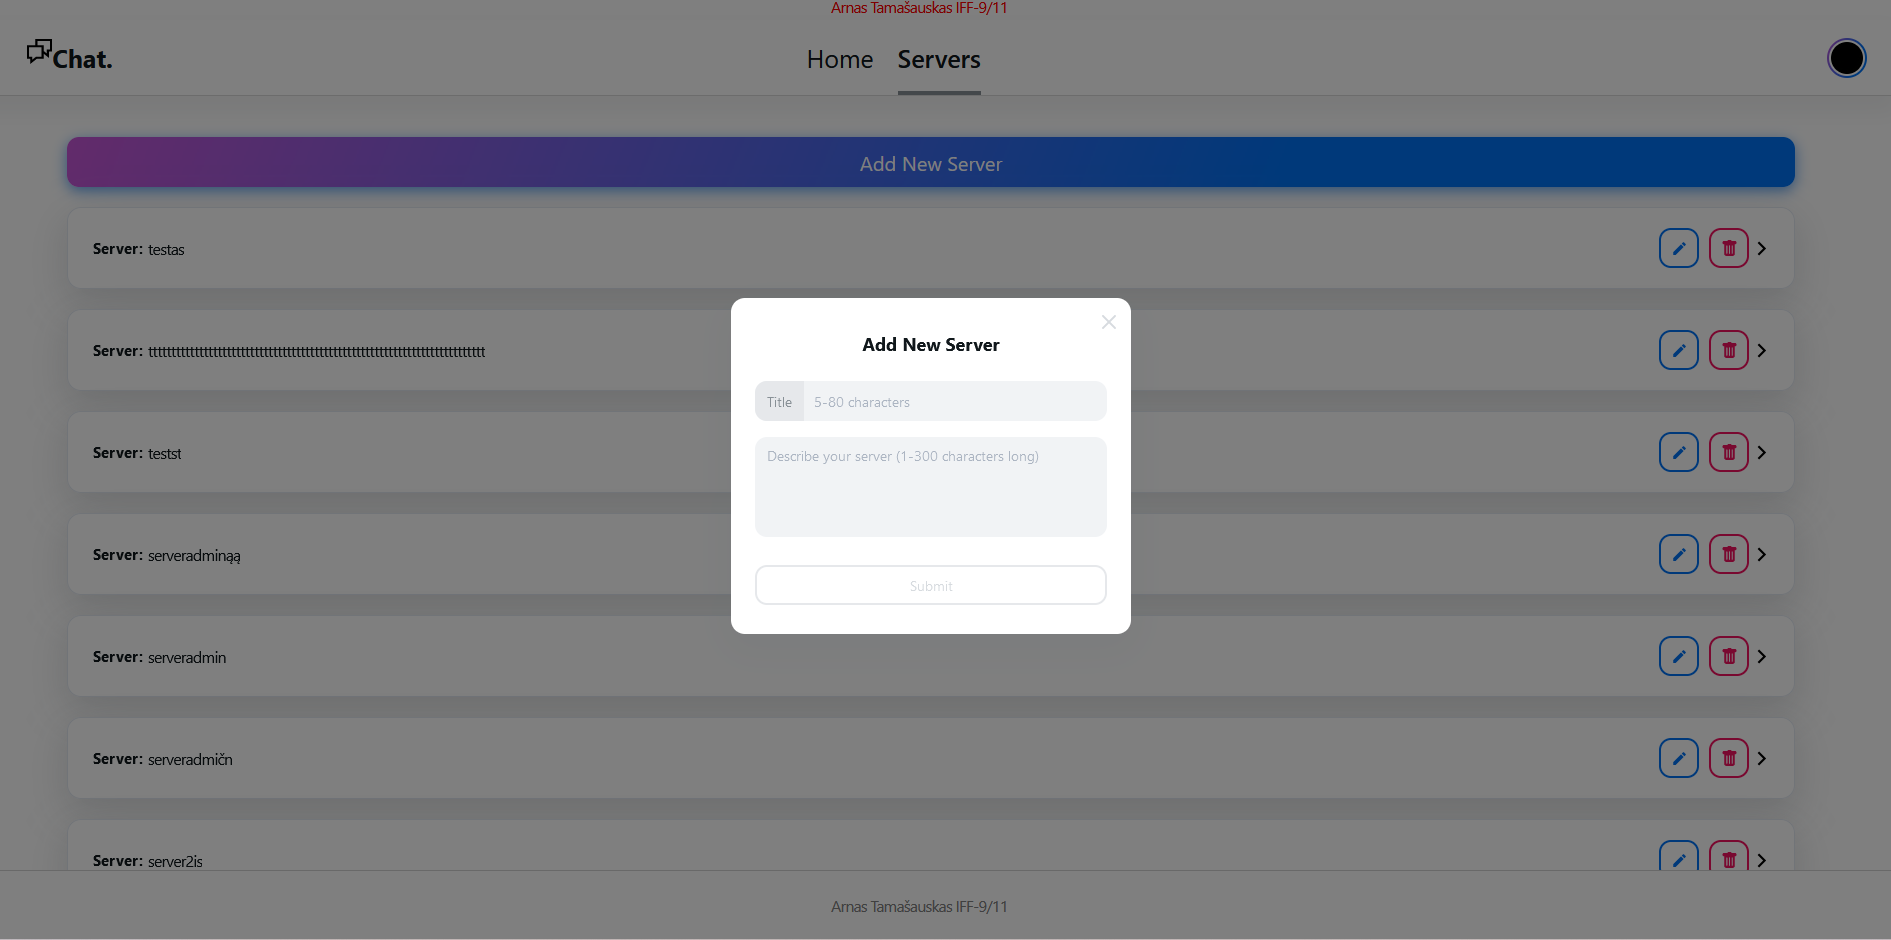 Arnas Tamašauskas IFF-9/11
Chat.
Home
Servers
Add New Server
Server: testas
Server: ttttttttttttttttttttttttttttttttttttttttttttttttttttttttttttttttttttttttttt
Server: testst
Server: serveradminąą
Server: serveradmin
Server: serveradmičn
Server: server2is
Add New Server
Title
5-80 characters
Describe your server (1-300 characters long)
Submit
Arnas Tamašauskas IFF-9/11